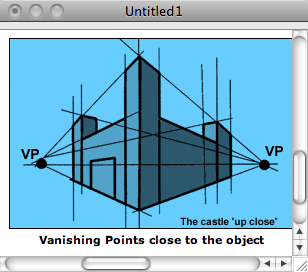 Untitled1
VP
VP
The castle 'up close'
Vanishing Points close to the object